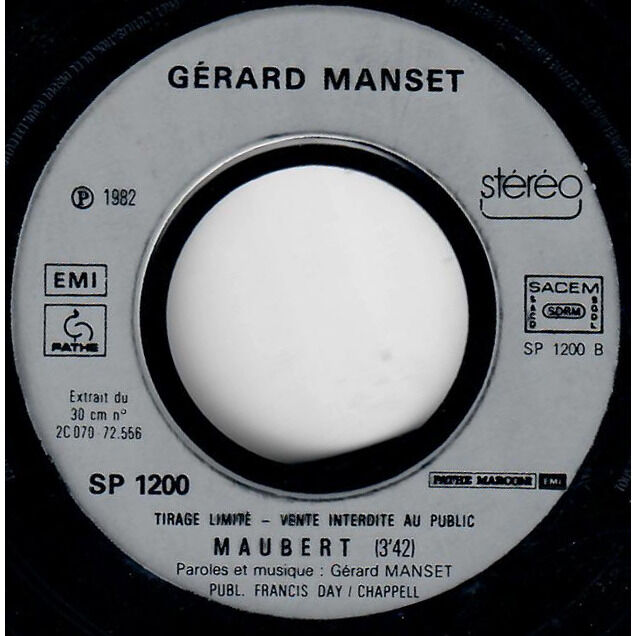 GÉRARD MANSET
Ⓟ 1982
stéréo
EMI
PATHE
SACEM
SACD SDRM SGDL
SP 1200 B
Extrait du
30 cm n°
2C 070 72.556
SP 1200
PATHE MARCONI EMI
TIRAGE LIMITÉ - VENTE INTERDITE AU PUBLIC
MAUBERT (3'42)
Paroles et musique : Gérard MANSET
PUBL. FRANCIS DAY / CHAPPELL